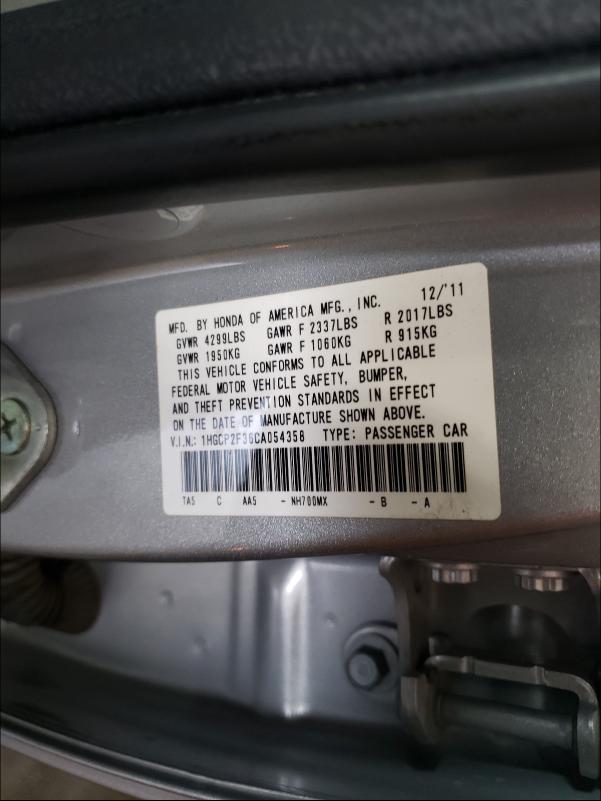 MFD. BY HONDA OF AMERICA MFG., INC. 12/'11
GVWR 4299LBS GAWR F 2337LBS R 2017LBS
GVWR 1950KG GAWR F 1060KG R 915KG
THIS VEHICLE CONFORMS TO ALL APPLICABLE
FEDERAL MOTOR VEHICLE SAFETY, BUMPER,
AND THEFT PREVENTION STANDARDS IN EFFECT
ON THE DATE OF MANUFACTURE SHOWN ABOVE.
V.I.N.: 1HGCP2F36CA054358 TYPE: PASSENGER CAR
TA5 C AA5 - NH700MX - B - A